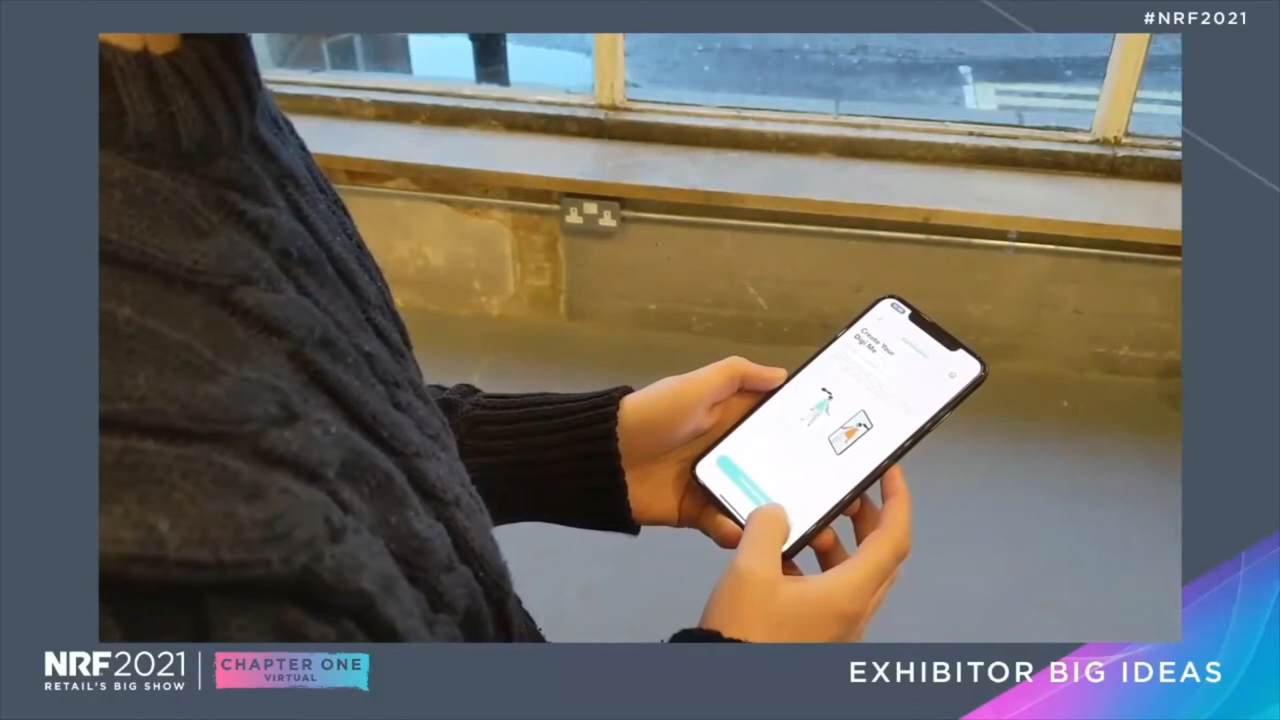 #NRF2021
Create Your
Digi Me
NRF2021
RETAIL'S BIG SHOW
CHAPTER ONE
VIRTUAL
EXHIBITOR BIG IDEAS